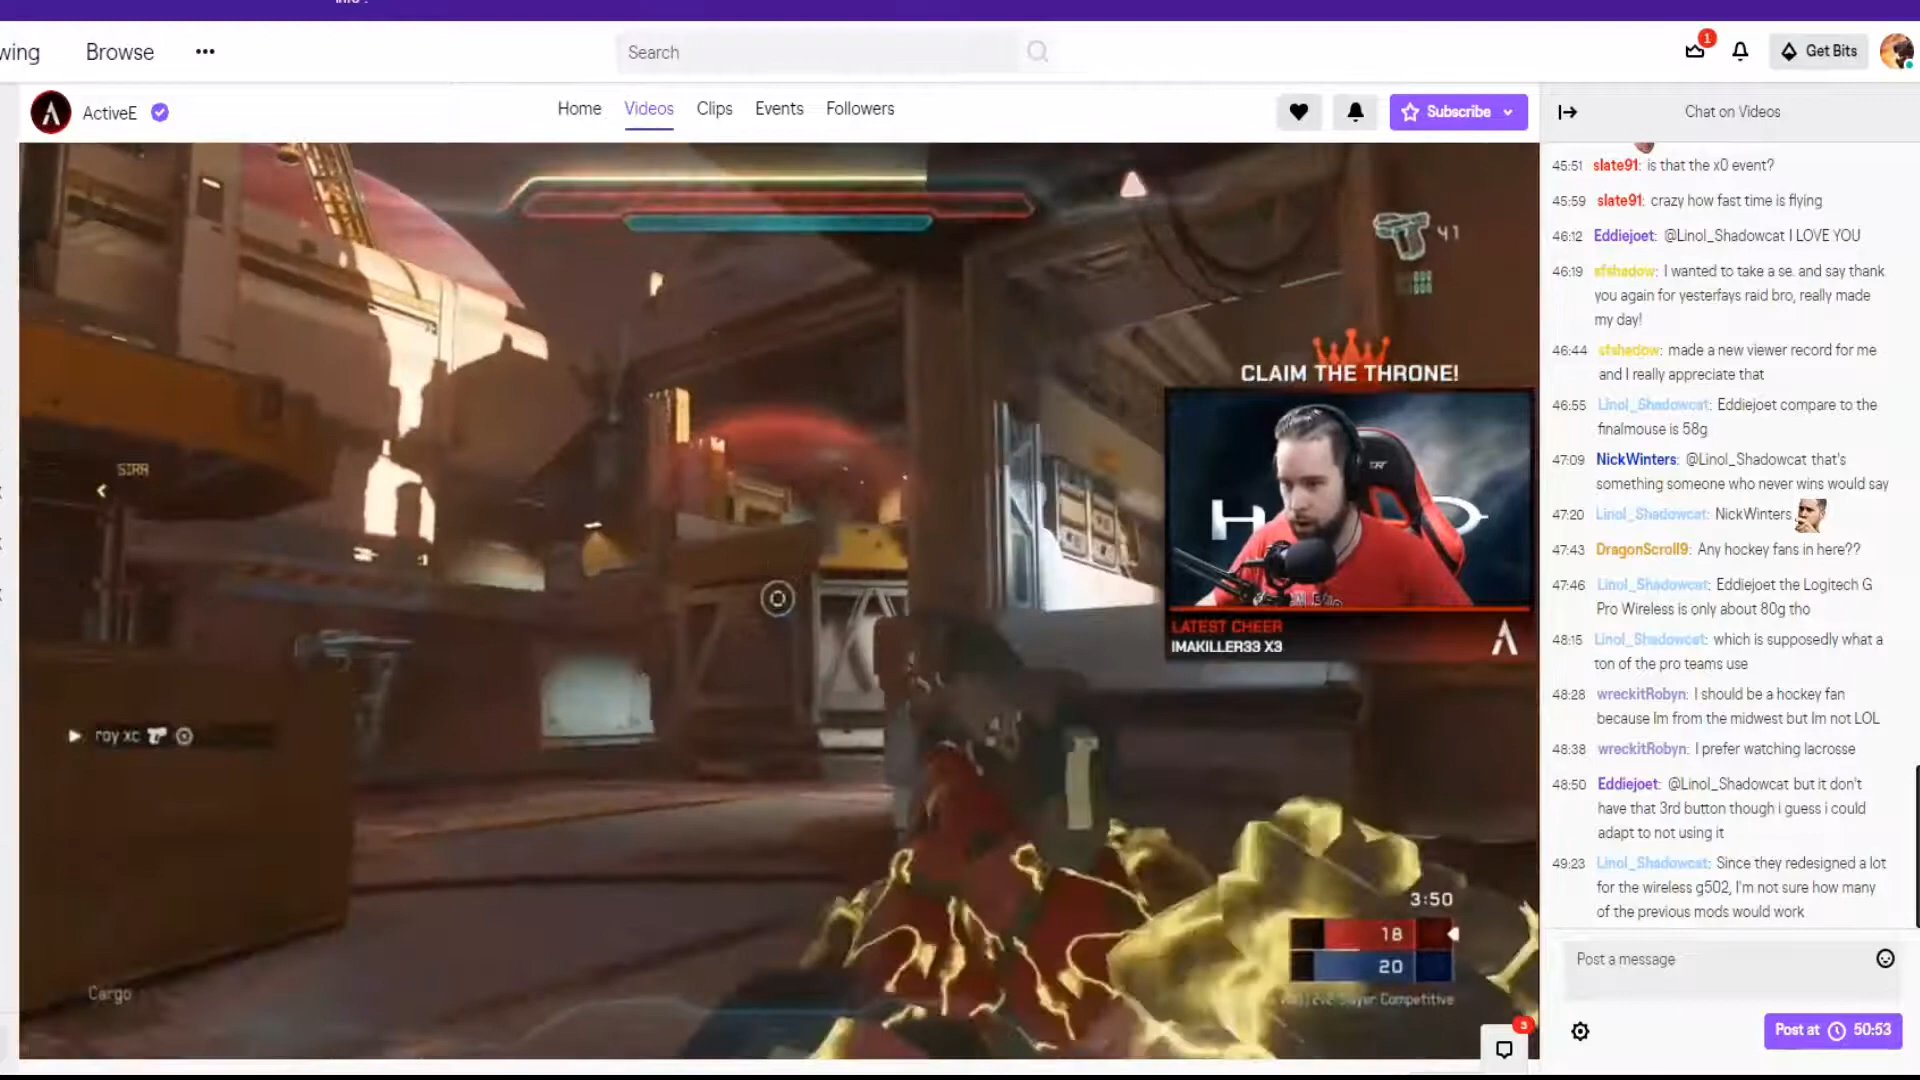 wing
Browse
Search
1
Get Bits
ActiveE
Home
Videos
Clips
Events
Followers
Subscribe
Chat on Videos
45:51 slate91: is that the x0 event?
45:59 slate91: crazy how fast time is flying
46:12 Eddiejoet: @Linol_Shadowcat I LOVE YOU
46:19 sfshadow: I wanted to take a se. and say thank
you again for yesterfays raid bro, really made
my day!
46:44 sfshadow: made a new viewer record for me
and I really appreciate that
46:55 Linol_Shadowcat: Eddiejoet compare to the
finalmouse is 58g
47:09 NickWinters: @Linol_Shadowcat that's
something someone who never wins would say
47:20 Linol_Shadowcat: NickWinters
47:43 DragonScroll9: Any hockey fans in here??
47:46 Linol_Shadowcat: Eddiejoet the Logitech G
Pro Wireless is only about 80g tho
48:15 Linol_Shadowcat: which is supposedly what a
ton of the pro teams use
48:28 wreckitRobyn: I should be a hockey fan
because Im from the midwest but Im not LOL
48:38 wreckitRobyn: I prefer watching lacrosse
48:50 Eddiejoet: @Linol_Shadowcat but it don't
have that 3rd button though i guess i could
adapt to not using it
49:23 Linol_Shadowcat: Since they redesigned a lot
for the wireless g502, I'm not sure how many
of the previous mods would work
Post a message
Post at 50:53
41
CLAIM THE THRONE!
LATEST CHEER
IMAKILLER33 X3
SIRR
roy xc
3:50
18
20
Slayer Competitive
Cargo
3